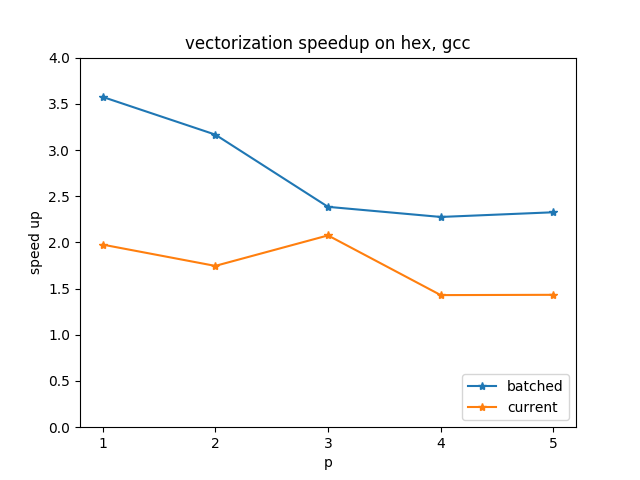 vectorization speedup on hex, gcc
4.0
3.5
3.0
2.5
2.0
1.5
1.0
0.5
0.0
speed up
1 2 3 4 5
p
batched
current